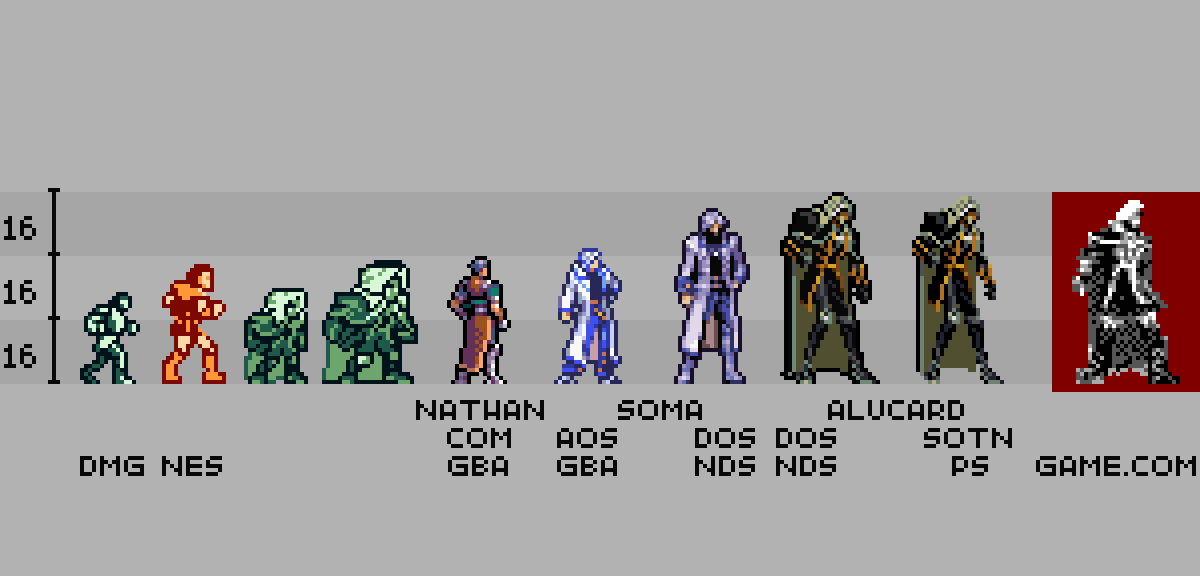 16
16
16
NATHAN SOMA ALUCARD
COM AOS DOS DOS SOTN
GBA GBA NDS NDS PS
DMG NES GAME.COM